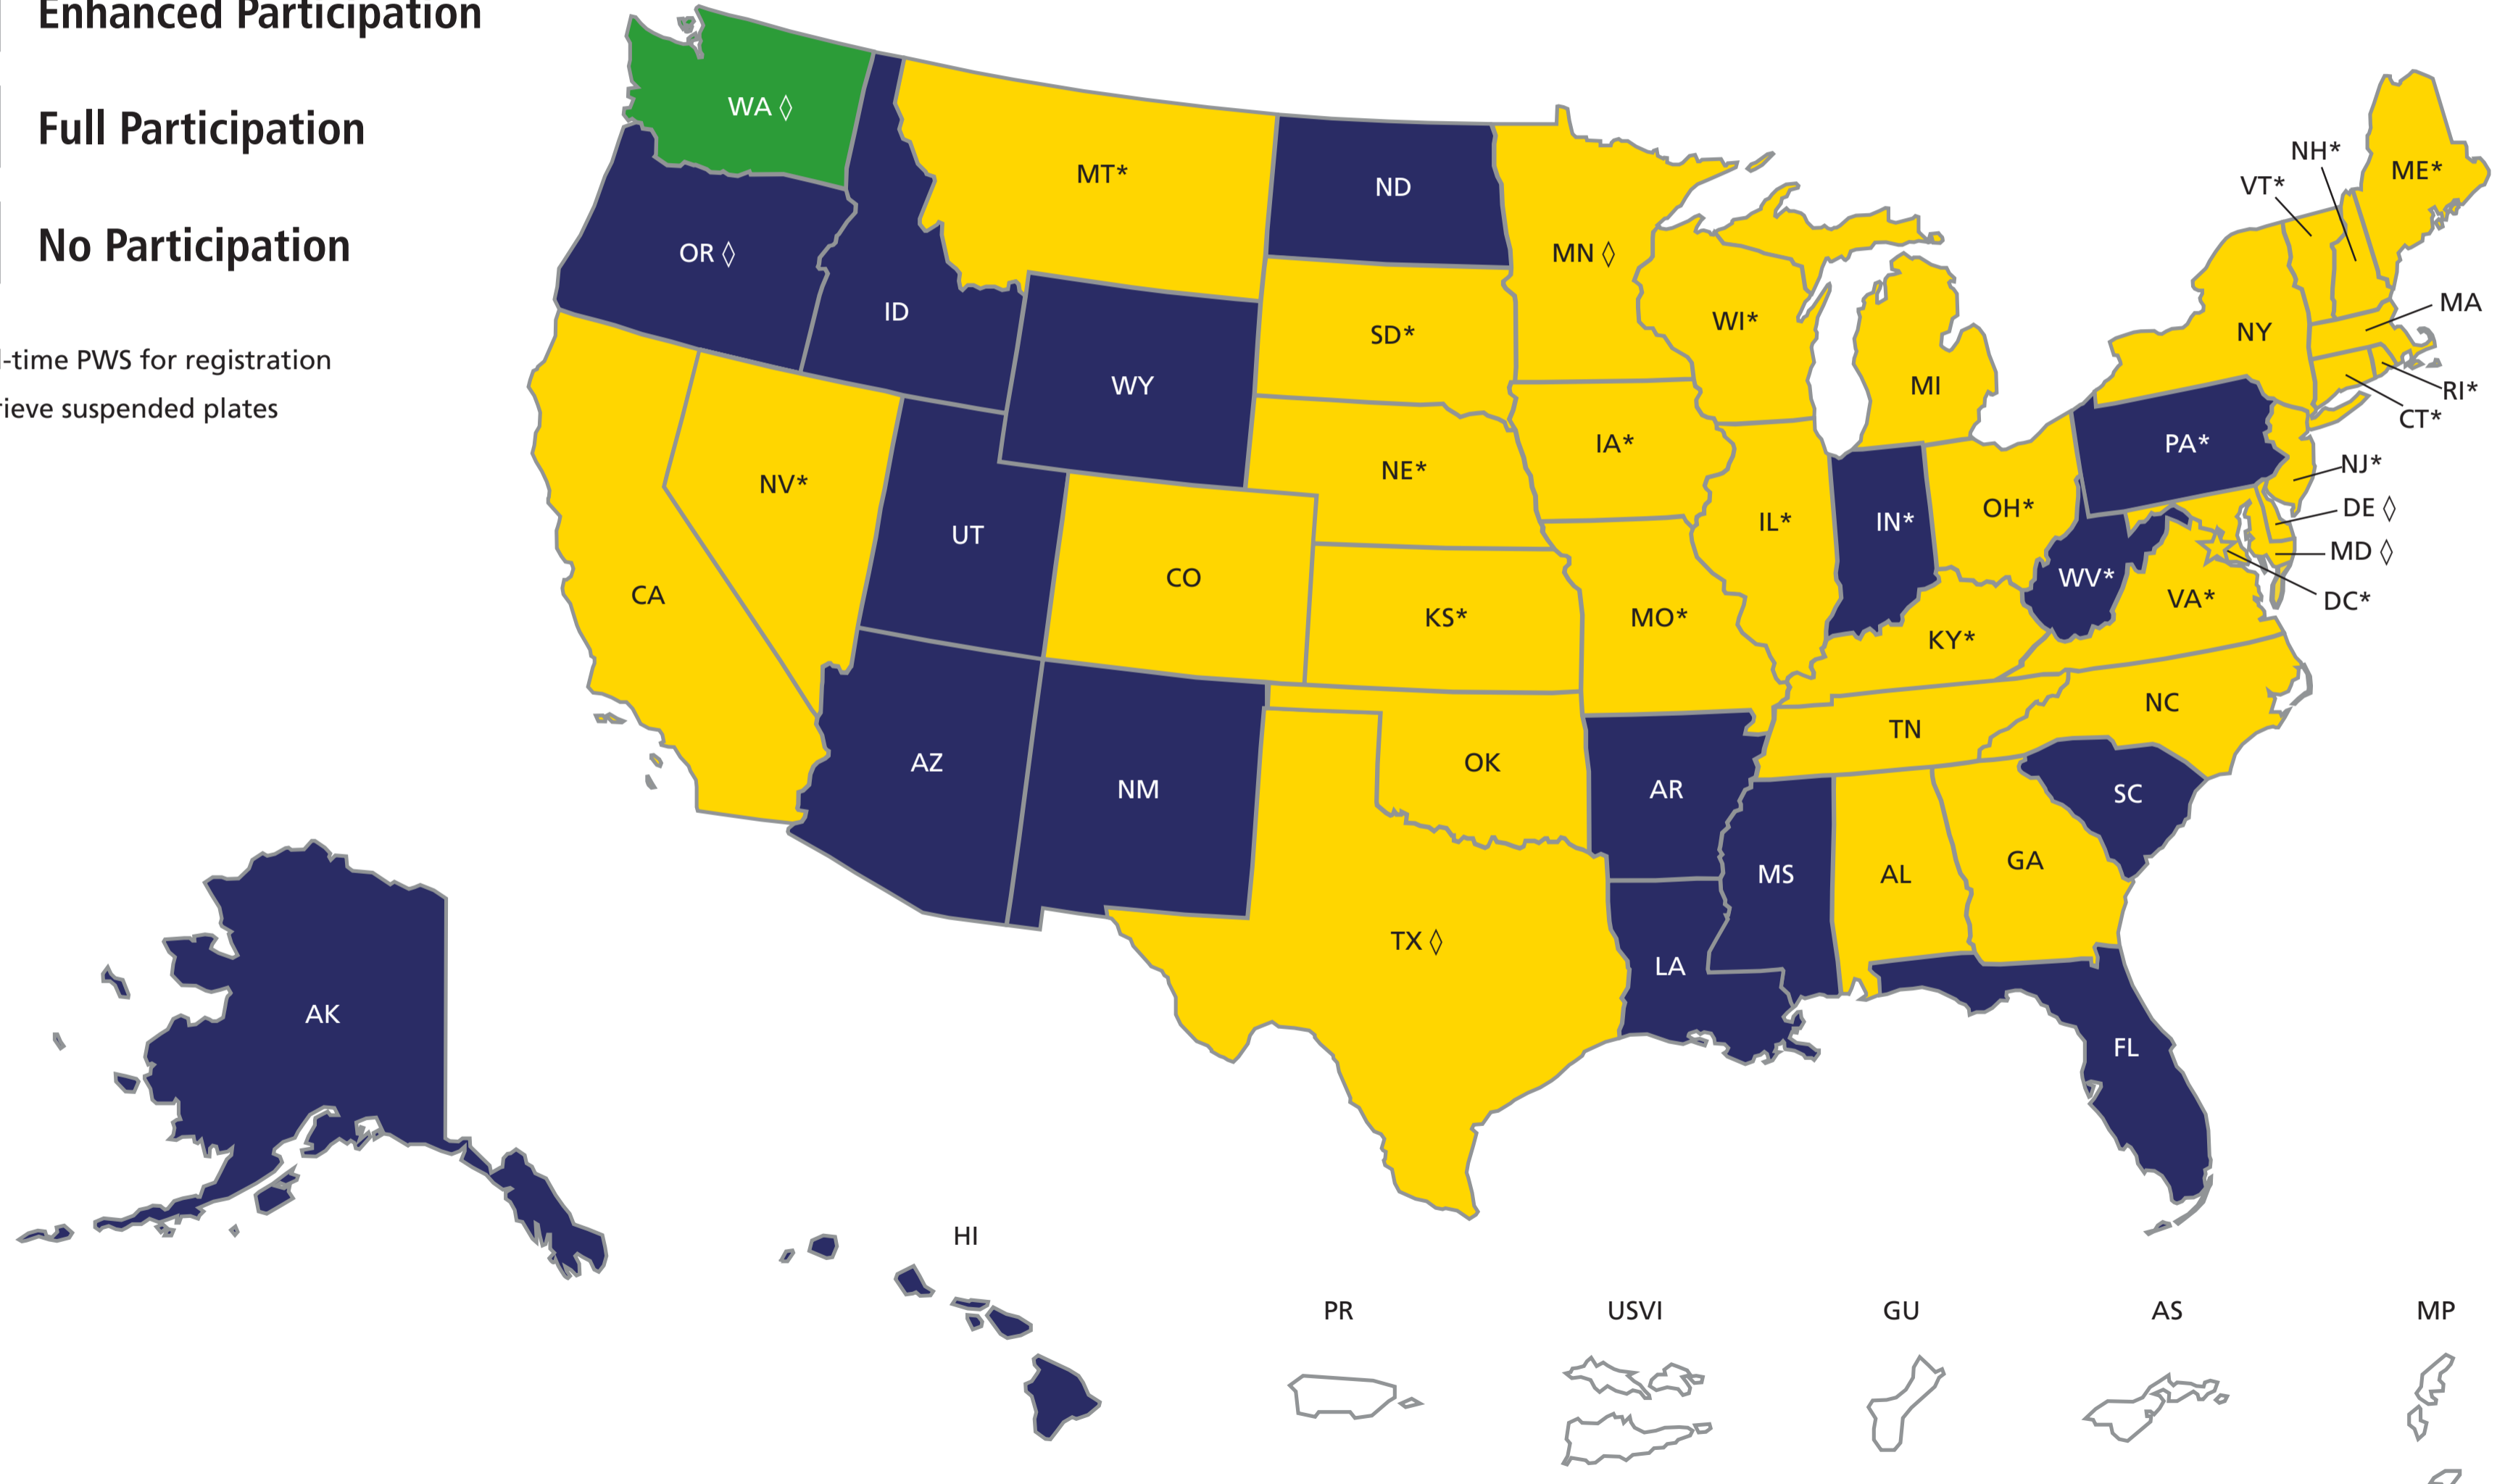 Enhanced Participation
Full Participation
No Participation
-time PWS for registration
rieve suspended plates
WA ◊
MT*
ND
OR ◊
ID
MN ◊
NH*
VT*
ME*
SD*
WI*
WY
MI
NY
MA
RI*
CT*
NV*
UT
NE*
IA*
IL*
IN*
OH*
PA*
NJ*
DE ◊
MD ◊
DC*
CA
CO
KS*
MO*
KY*
WV*
VA*
AZ
NM
OK
AR
TN
NC
SC
TX ◊
LA
MS
AL
GA
FL
AK
HI
PR
USVI
GU
AS
MP